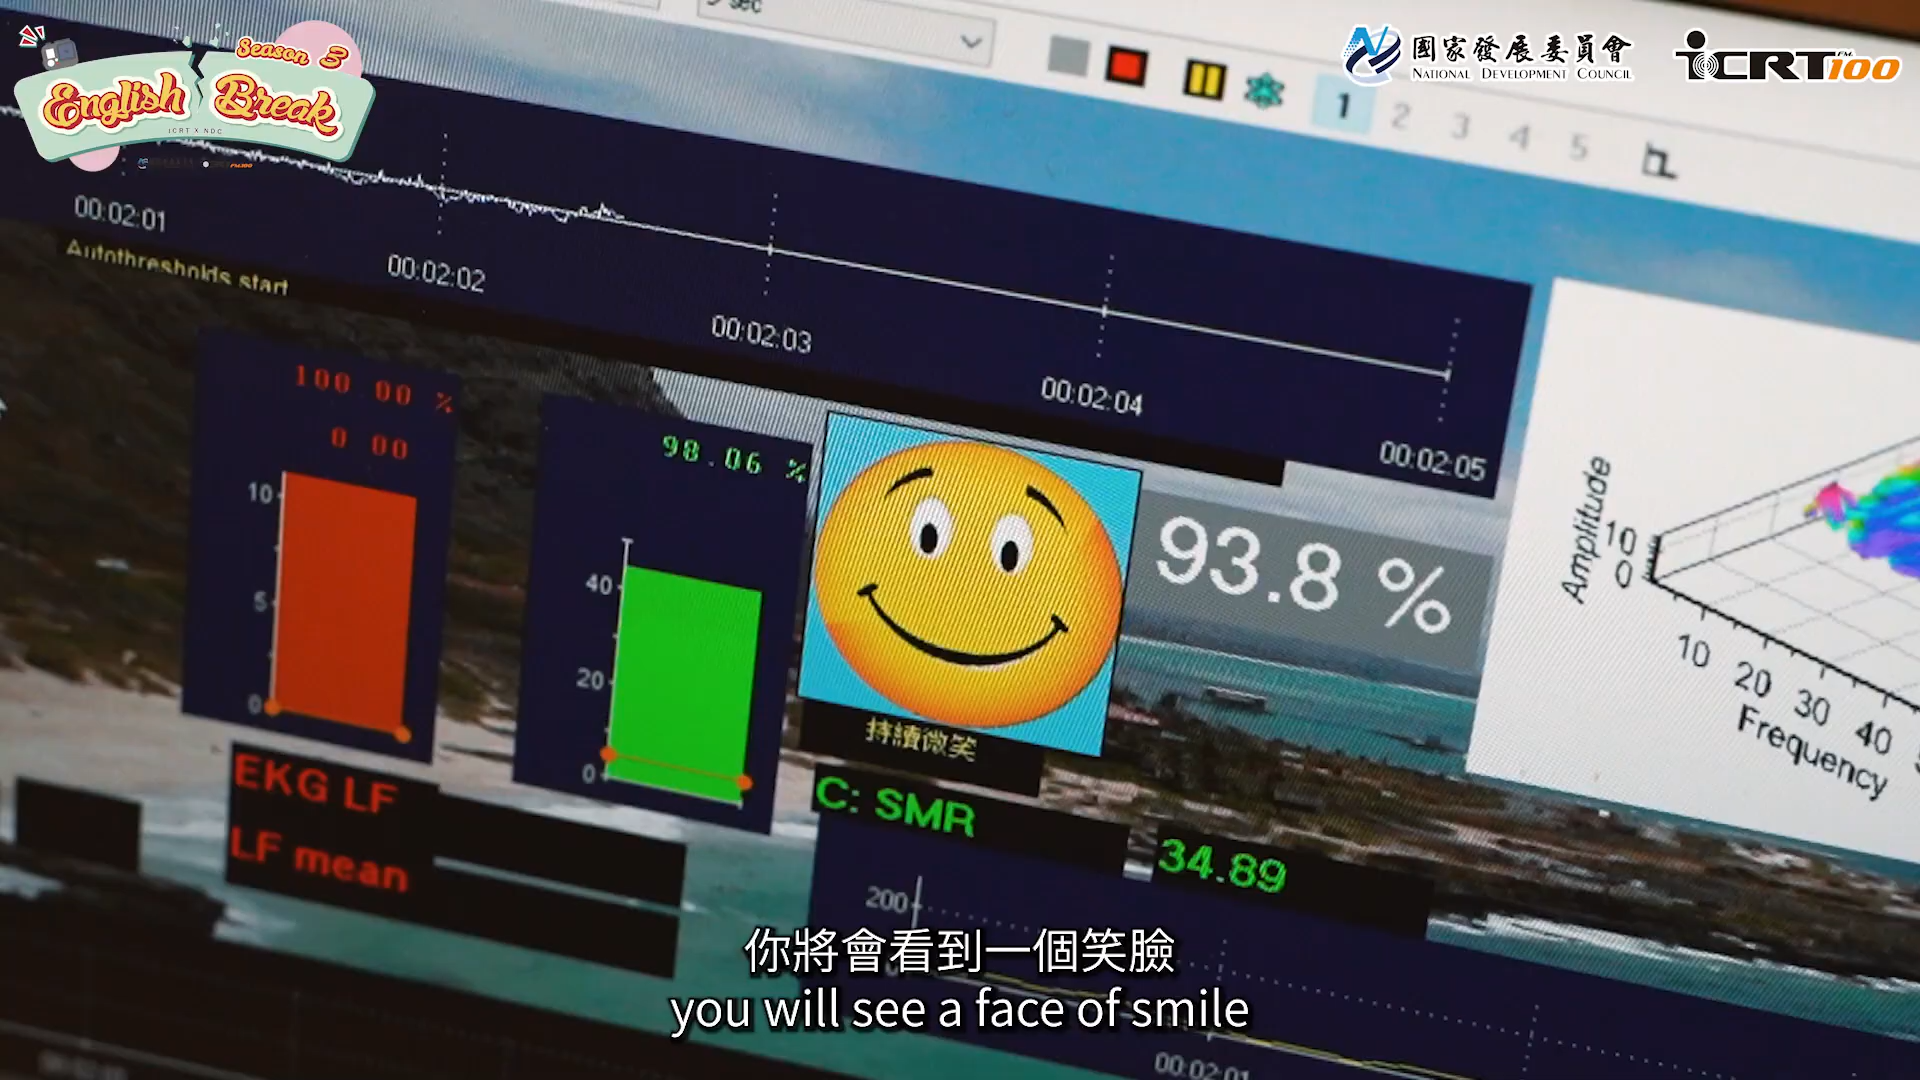 English Break
Season 3
ICRT X NDC
國家發展委員會
NATIONAL DEVELOPMENT COUNCIL
iCRT FM 100
sec
1 2 3 4 5
00:02:01
00:02:02
00:02:03
00:02:04
00:02:05
Autothresholds start
100 00 %
0 00
10
5
0
98.06 %
40
20
0
93.8 %
持續微笑
EKG LF
LF mean
C: SMR
34.89
200
Amplitude
10
0
10 20 30 40
Frequency
你將會看到一個笑臉
you will see a face of smile
00:02:01